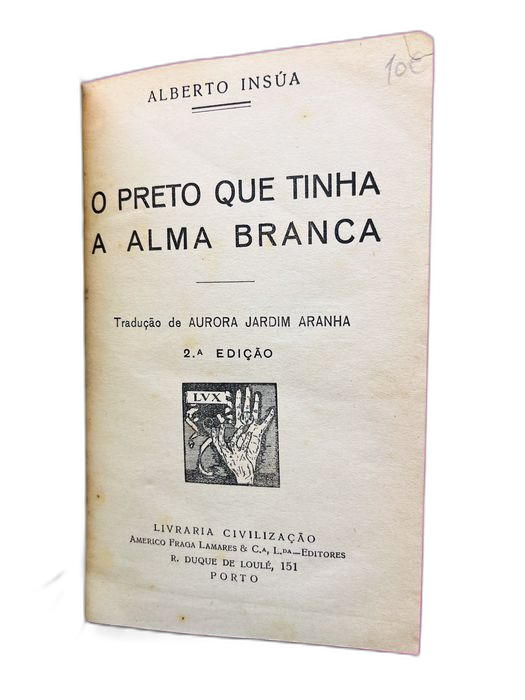 10€
ALBERTO INSÚA
O PRETO QUE TINHA
A ALMA BRANCA
Tradução de AURORA JARDIM ARANHA
2.ª EDIÇÃO
LVX
LIVRARIA CIVILIZAÇÃO
AMERICO FRAGA LAMARES & C.ª, L.DA—EDITORES
R. DUQUE DE LOULÉ, 151
PORTO